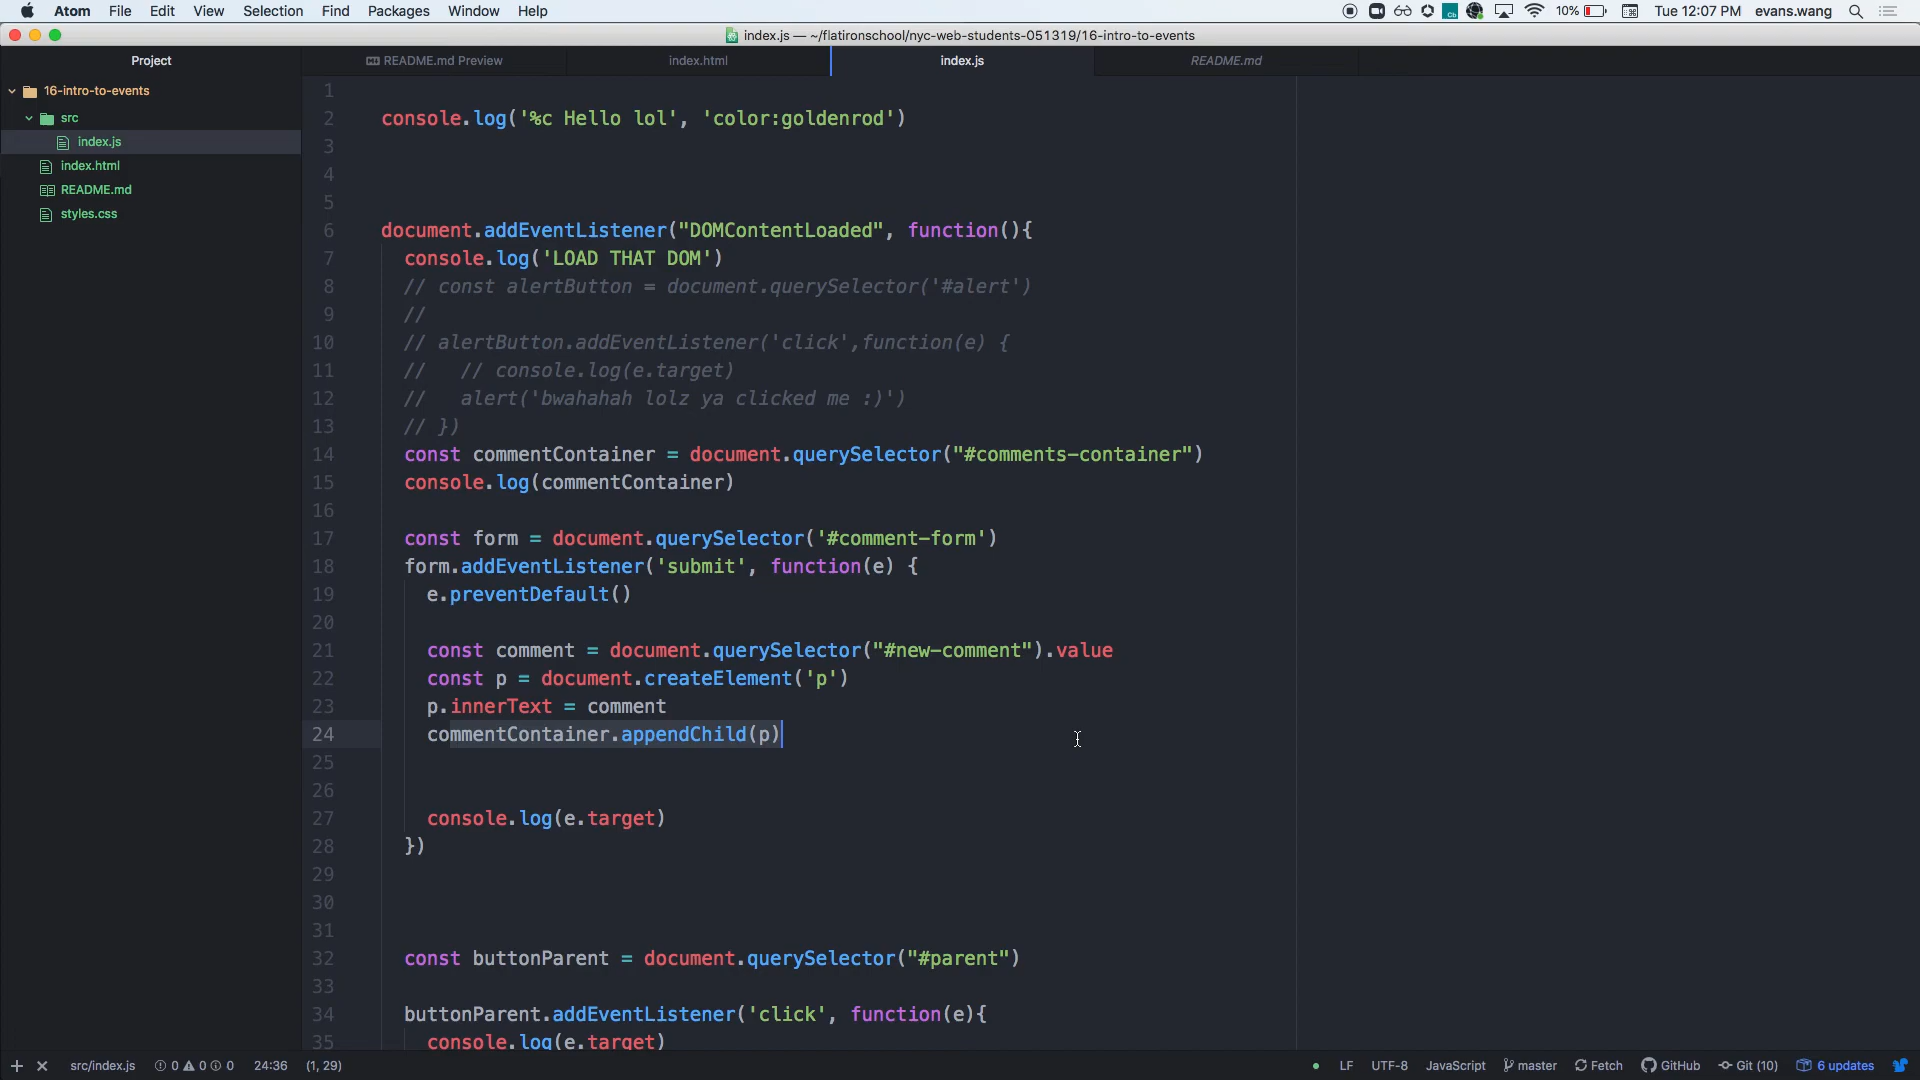 Atom File Edit View Selection Find Packages Window Help 10% Tue 12:07 PM evans.wang
index.js — ~/flatironschool/nyc-web-students-051319/16-intro-to-events
Project README.md Preview index.html index.js README.md
16-intro-to-events
src
index.js
index.html
README.md
styles.css
1
2 console.log('%c Hello lol', 'color:goldenrod')
3
4
5
6 document.addEventListener("DOMContentLoaded", function(){
7 console.log('LOAD THAT DOM')
8 // const alertButton = document.querySelector('#alert')
9 //
10 // alertButton.addEventListener('click',function(e) {
11 // // console.log(e.target)
12 // alert('bwahahah lolz ya clicked me :)')
13 // })
14 const commentContainer = document.querySelector("#comments-container")
15 console.log(commentContainer)
16
17 const form = document.querySelector('#comment-form')
18 form.addEventListener('submit', function(e) {
19 e.preventDefault()
20
21 const comment = document.querySelector("#new-comment").value
22 const p = document.createElement('p')
23 p.innerText = comment
24 commentContainer.appendChild(p)
25
26
27 console.log(e.target)
28 })
29
30
31
32 const buttonParent = document.querySelector("#parent")
33
34 buttonParent.addEventListener('click', function(e){
35 console.log(e.target)
src/index.js 0 0 0 24:36 (1, 29) LF UTF-8 JavaScript master Fetch GitHub Git (10) 6 updates